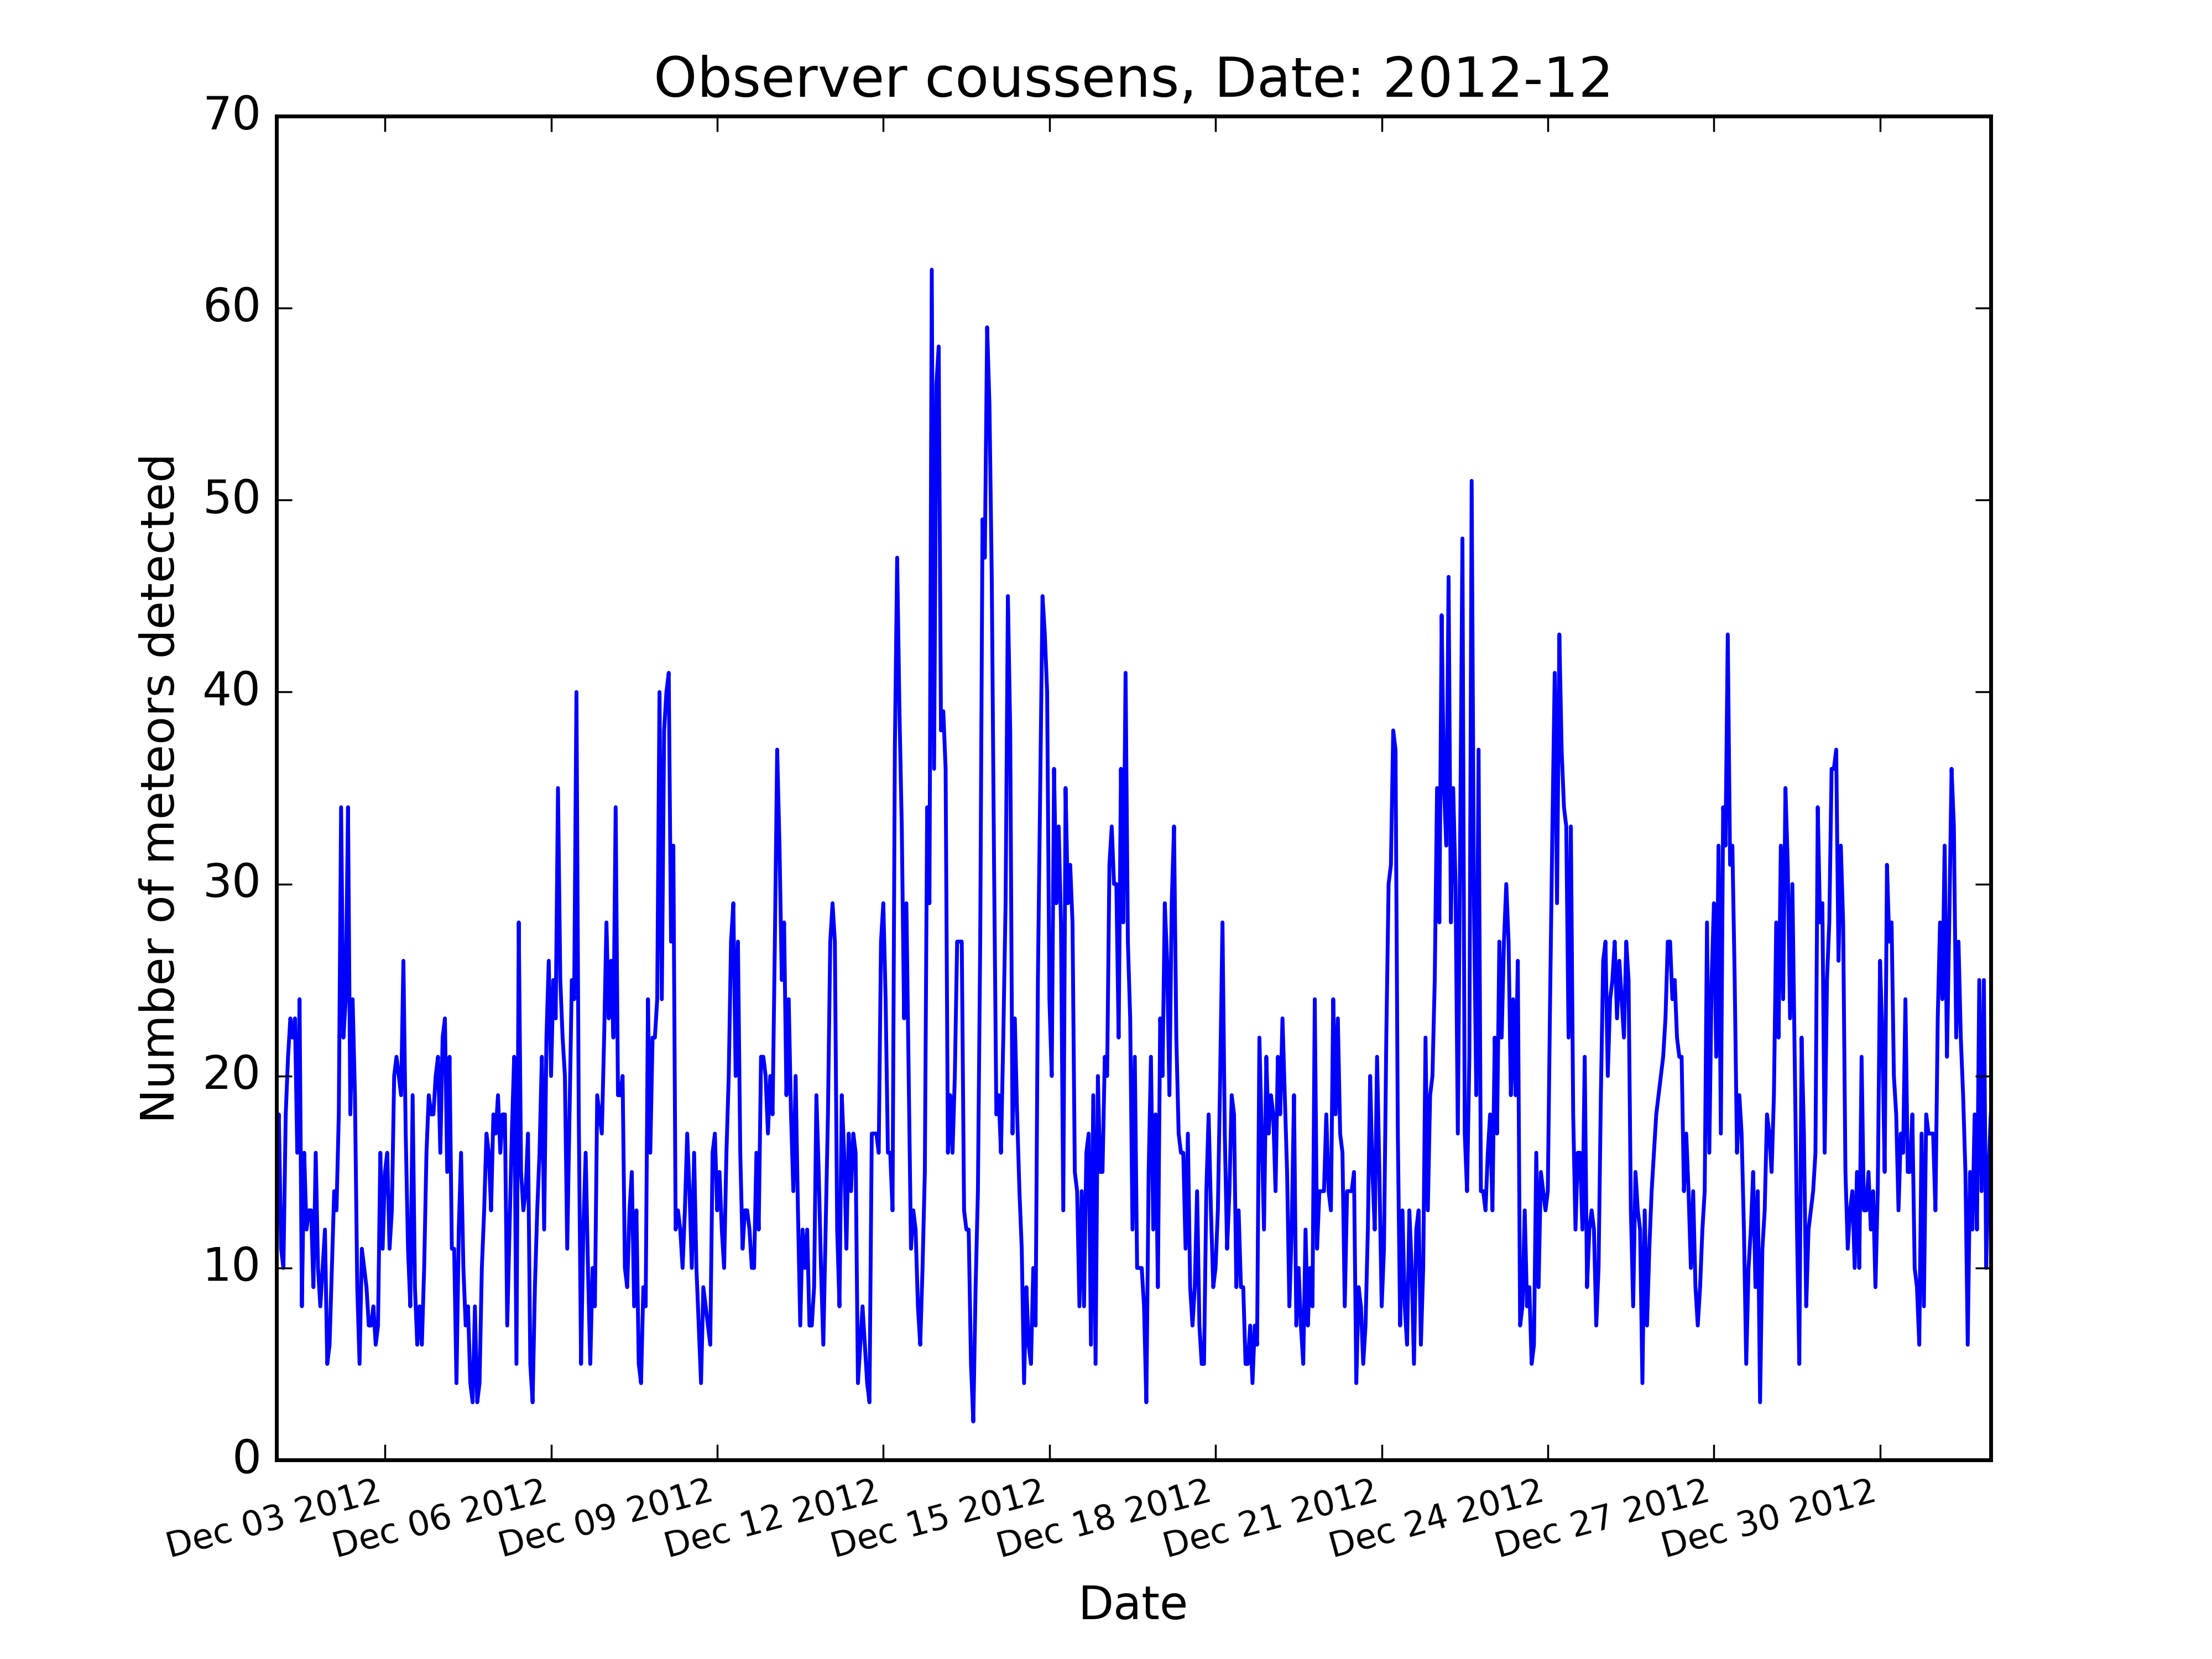 Observer coussens, Date: 2012-12
70
60
50
40
30
20
10
0
Number of meteors detected
Dec 03 2012
Dec 06 2012
Dec 09 2012
Dec 12 2012
Dec 15 2012
Dec 18 2012
Dec 21 2012
Dec 24 2012
Dec 27 2012
Dec 30 2012
Date